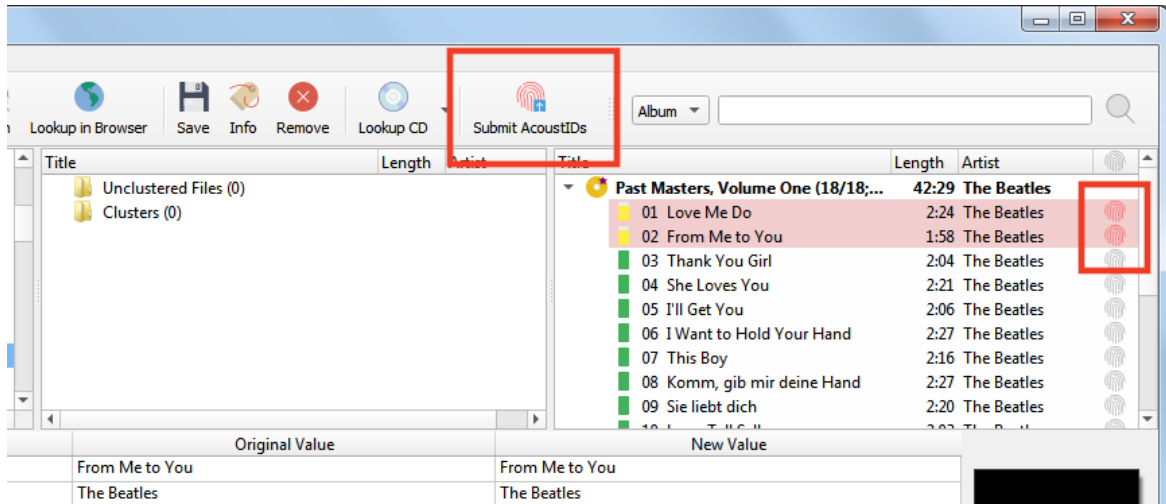 Lookup in Browser Save Info Remove Lookup CD Submit AcoustIDs Album
Title Length Artist Title Length Artist
Unclustered Files (0)
Clusters (0)
Past Masters, Volume One (18/18;... 42:29 The Beatles
01 Love Me Do 2:24 The Beatles
02 From Me to You 1:58 The Beatles
03 Thank You Girl 2:04 The Beatles
04 She Loves You 2:21 The Beatles
05 I'll Get You 2:06 The Beatles
06 I Want to Hold Your Hand 2:27 The Beatles
07 This Boy 2:16 The Beatles
08 Komm, gib mir deine Hand 2:27 The Beatles
09 Sie liebt dich 2:20 The Beatles
Original Value New Value
From Me to You From Me to You
The Beatles The Beatles